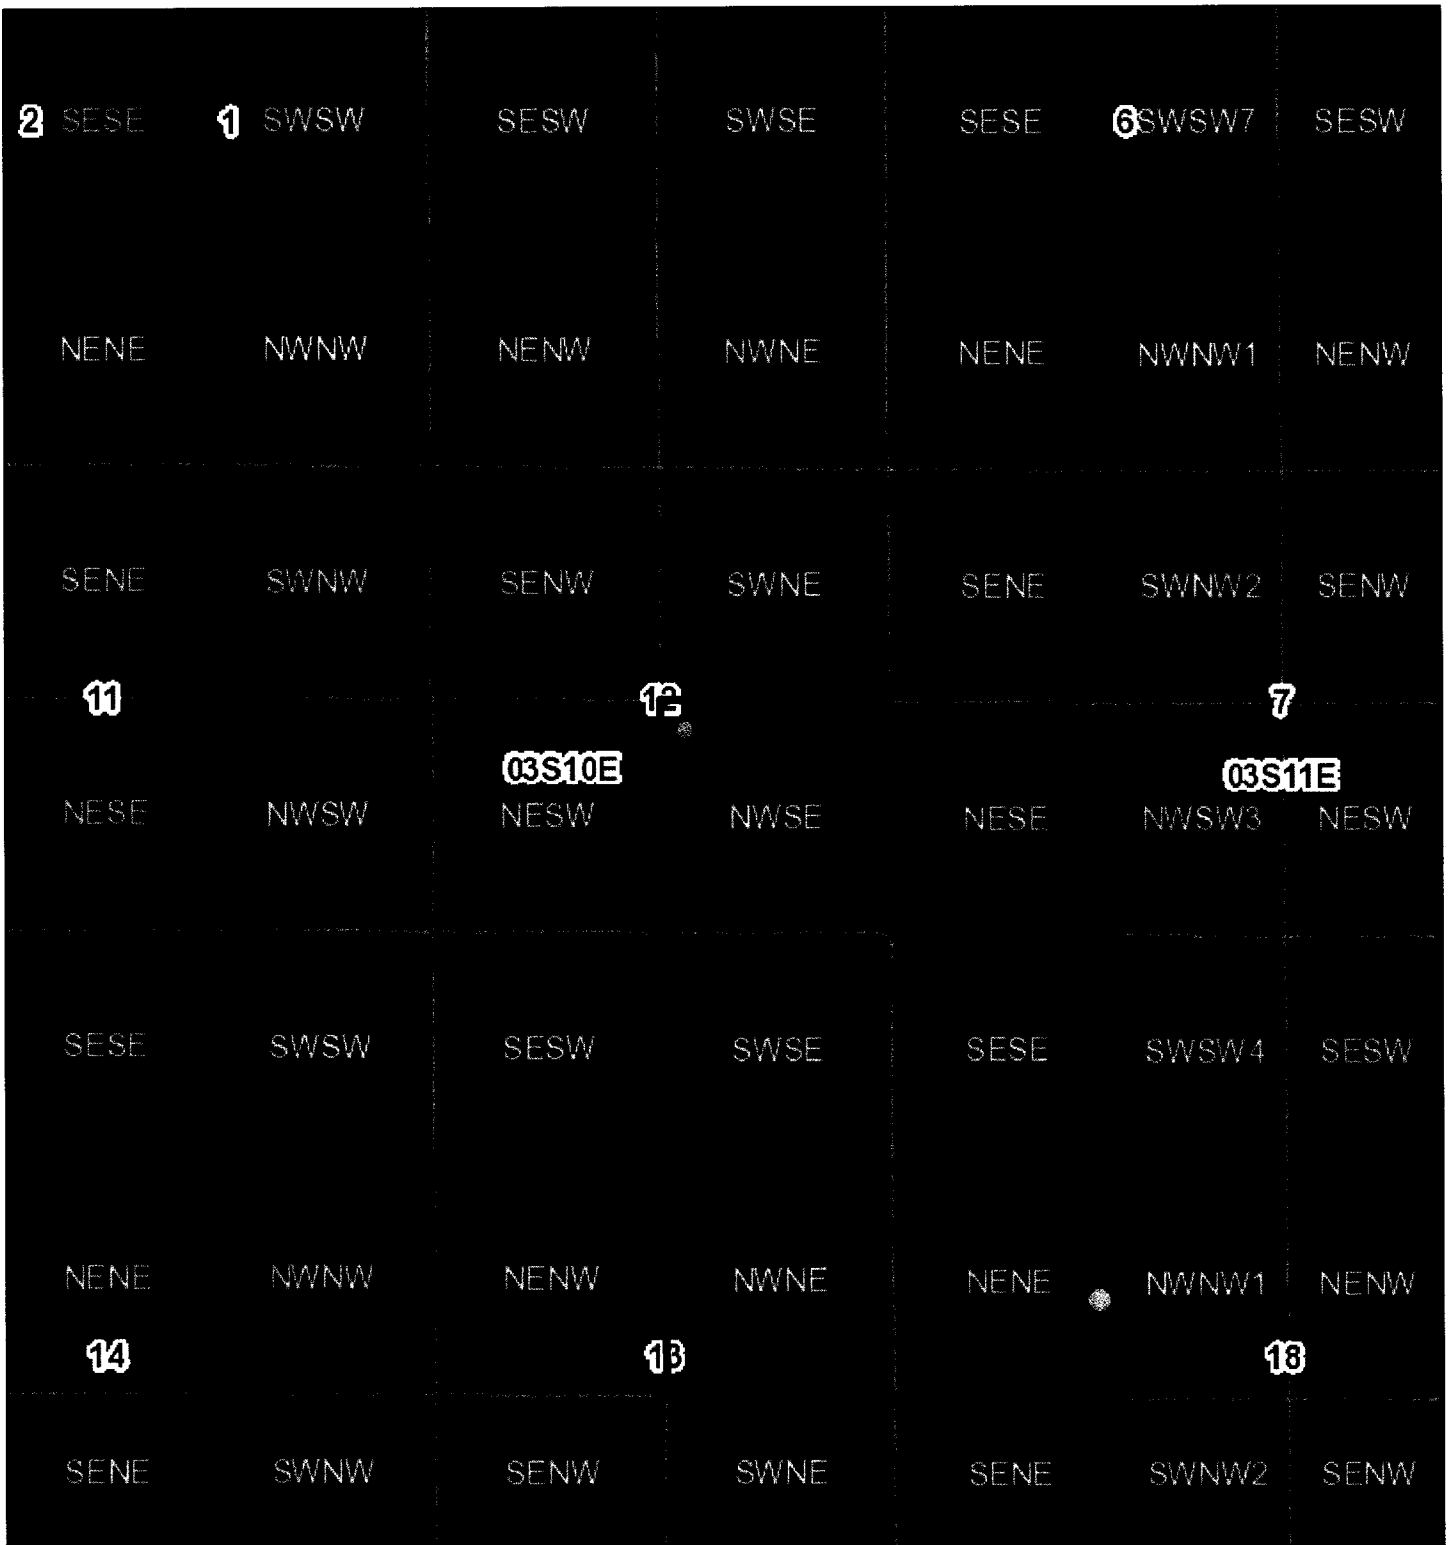 2 SESE 1 SWSW SESW SWSE SESE 6 SWSW7 SESW
NENE NWNW NENW NWNE NENE NWNW1 NENW
SENE SWNW SENW SWNE SENE SWNW2 SENW
11 12 7
03S10E 03S11E
NESE NWSW NESW NWSE NESE NWSW3 NESW
SESE SWSW SESW SWSE SESE SWSW4 SESW
NENE NWNW NENW NWNE NENE NWNW1 NENW
14 13 18
SENE SWNW SENW SWNE SENE SWNW2 SENW